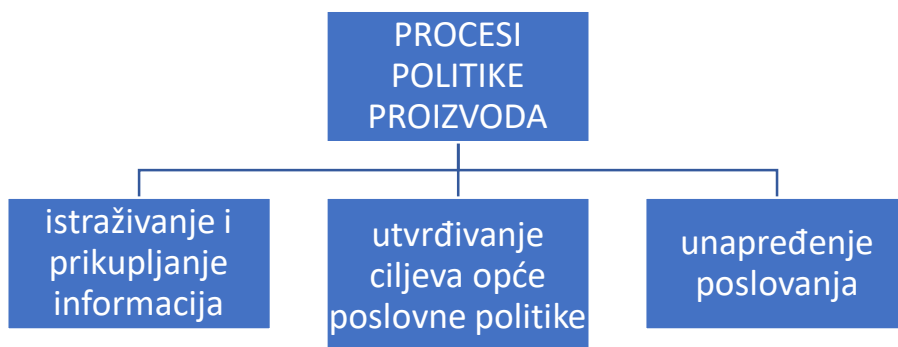 PROCESI
POLITIKE
PROIZVODA
istraživanje i
prikupljanje
informacija
utvrđivanje
ciljeva opće
poslovne politike
unapređenje
poslovanja